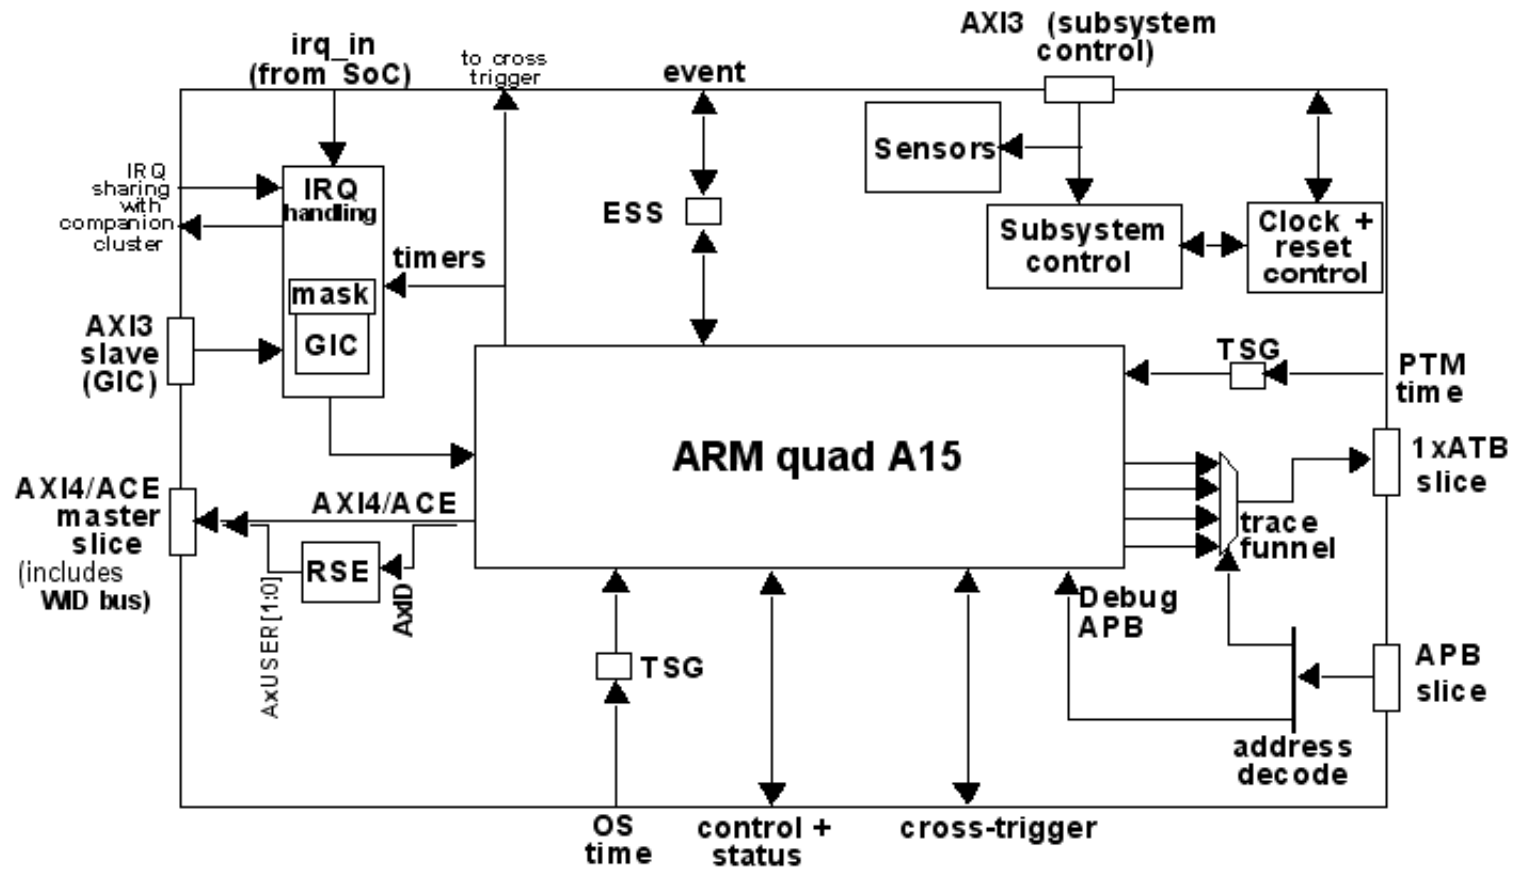 AXI3 (subsystem
control)
irq_in
(from SoC)
to cross
trigger
event
Sensors
IRQ
sharing
with
companion
cluster
IRQ
handling
ESS
Subsystem
control
Clock +
reset
control
timers
mask
GIC
AXI3
slave
(GIC)
TSG
PTM
time
ARM quad A15
1xATB
slice
AXI4/ACE
master
slice
(includes
WID bus)
AXI4/ACE
RSE
AxID
AxUSER[1:0]
trace
funnel
Debug
APB
TSG
APB
slice
address
decode
OS
time
control +
status
cross-trigger